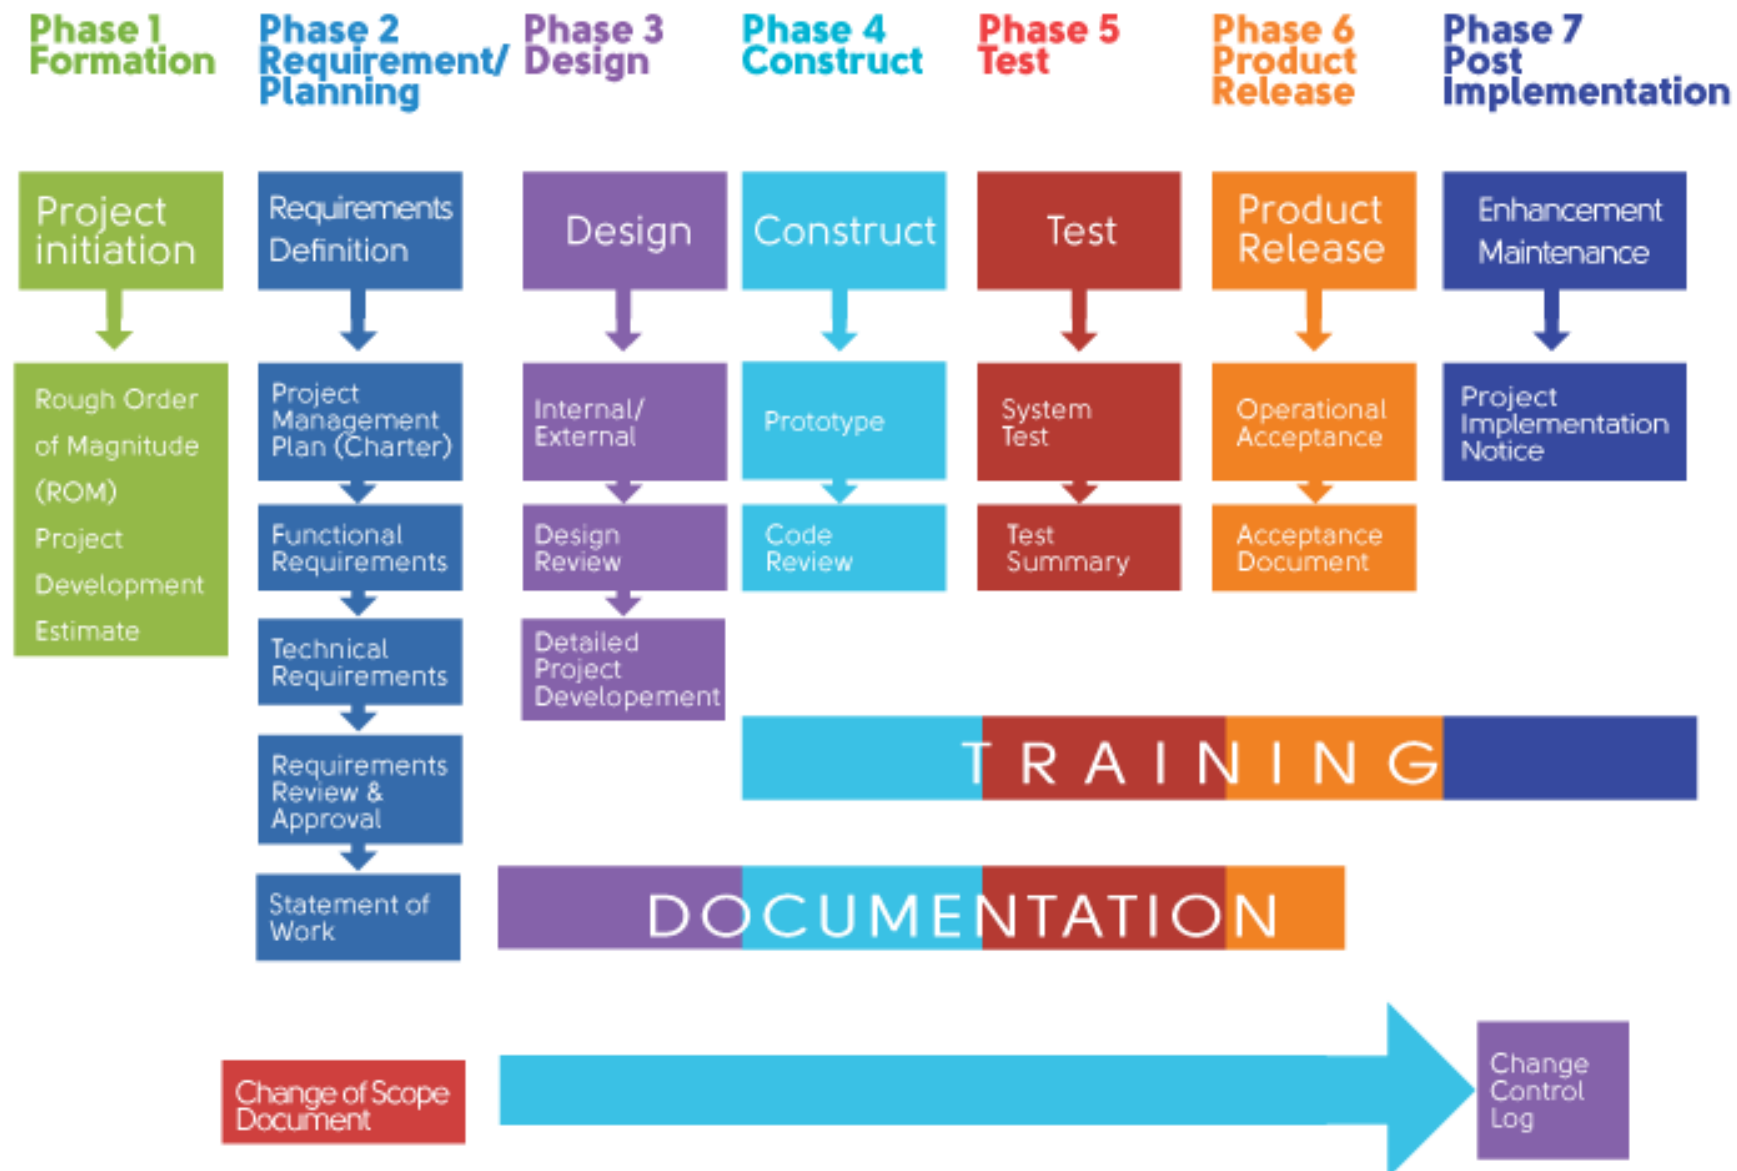 Phase 1
Formation
Phase 2
Requirement/
Planning
Phase 3
Design
Phase 4
Construct
Phase 5
Test
Phase 6
Product
Release
Phase 7
Post
Implementation
Project
initiation
Requirements
Definition
Design
Construct
Test
Product
Release
Enhancement
Maintenance
Rough Order
of Magnitude
(ROM)
Project
Development
Estimate
Project
Management
Plan (Charter)
Functional
Requirements
Technical
Requirements
Requirements
Review &
Approval
Statement of
Work
Internal/
External
Design
Review
Detailed
Project
Developement
Prototype
Code
Review
System
Test
Test
Summary
Operational
Acceptance
Acceptance
Document
Project
Implementation
Notice
TRAINING
DOCUMENTATION
Change of Scope
Document
Change
Control
Log